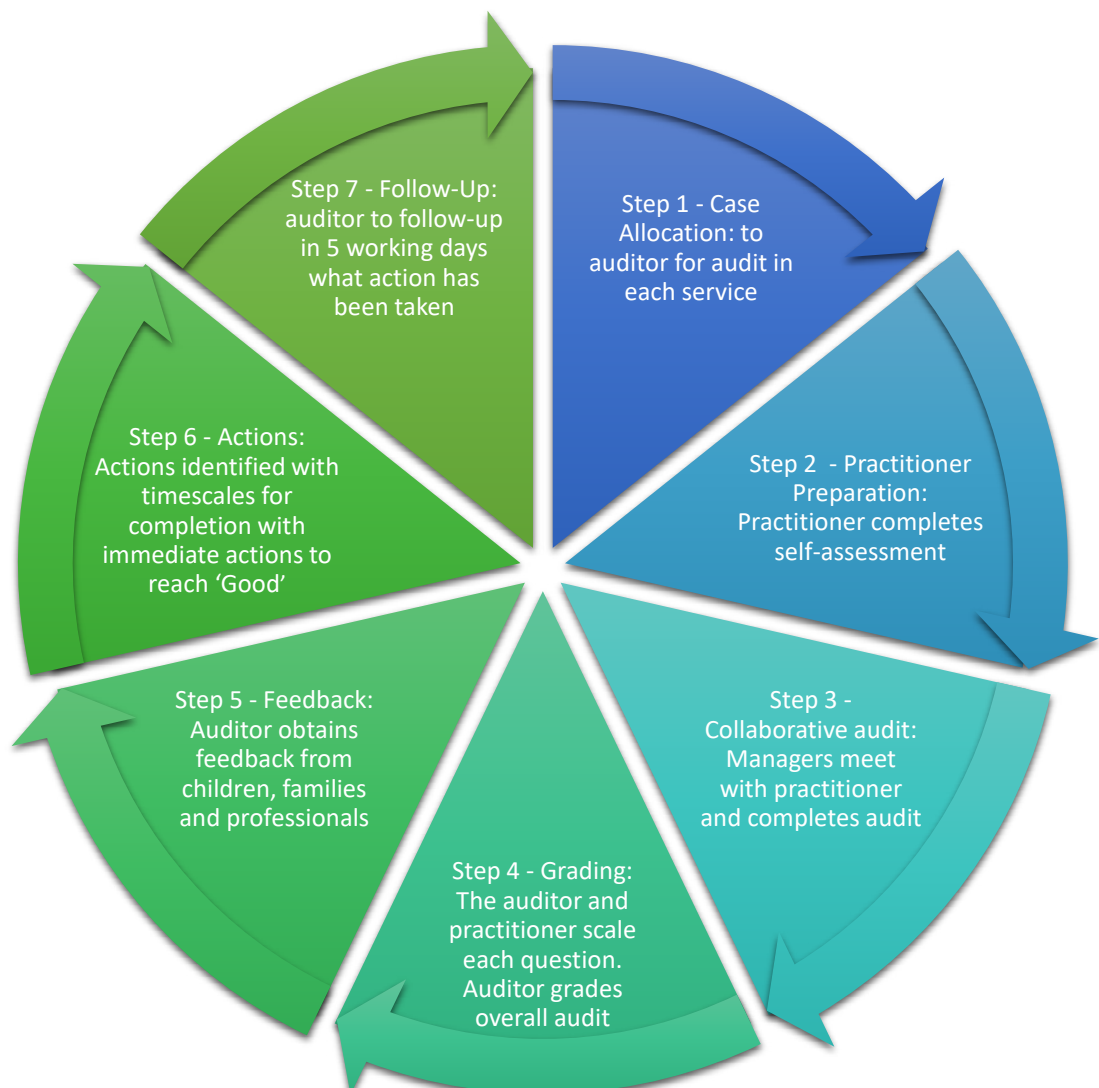 Step 1 - Case
Allocation: to
auditor for audit in
each service
Step 2  - Practitioner
Preparation:
Practitioner completes
self-assessment
Step 3 -
Collaborative audit:
Managers meet
with practitioner
and completes audit
Step 4 - Grading:
The auditor and
practitioner scale
each question.
Auditor grades
overall audit
Step 5 - Feedback:
Auditor obtains
feedback from
children, families
and professionals
Step 6 - Actions:
Actions identified with
timescales for
completion with
immediate actions to
reach ‘Good’
Step 7 - Follow-Up:
auditor to follow-up
in 5 working days
what action has
been taken